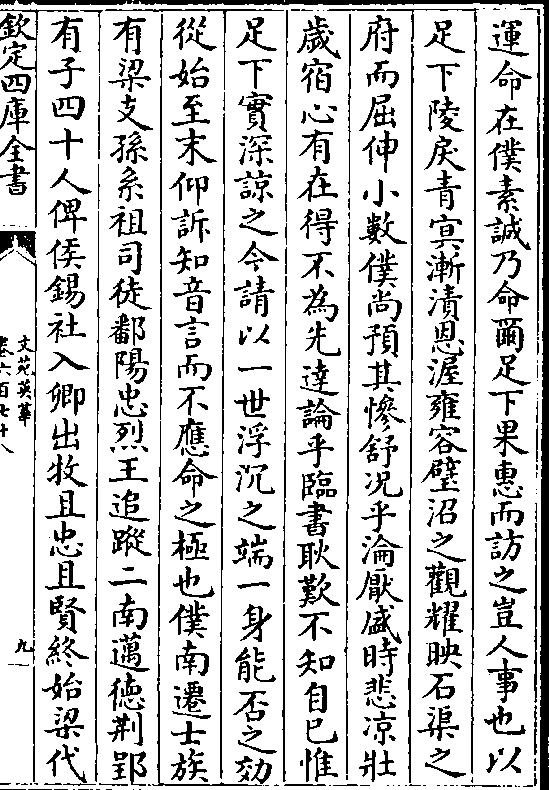 運命在僕素誠乃命爾足下果惠而訪之豈人事也以
足下陵戾青冥漸漬恩渥雍容璧沼之觀耀映石渠之
府而屈伸小數僕尚預其慘舒况乎淪厭盛時悲凉壯
歲宿心有在得不為先達論乎臨書耿歎不知自已惟
足下實深諒之今請以一世浮沉之端一身能否之効
從始至末仰訴知音言而不應命之極也僕南遷士族
有梁支孫系祖司徒鄱陽忠烈王追蹤二南邁德荆郢
有子四十人俾侯錫社入卿出牧且忠且賢終始梁代
欽定四庫全書
文苑英華
卷六百七十八
九